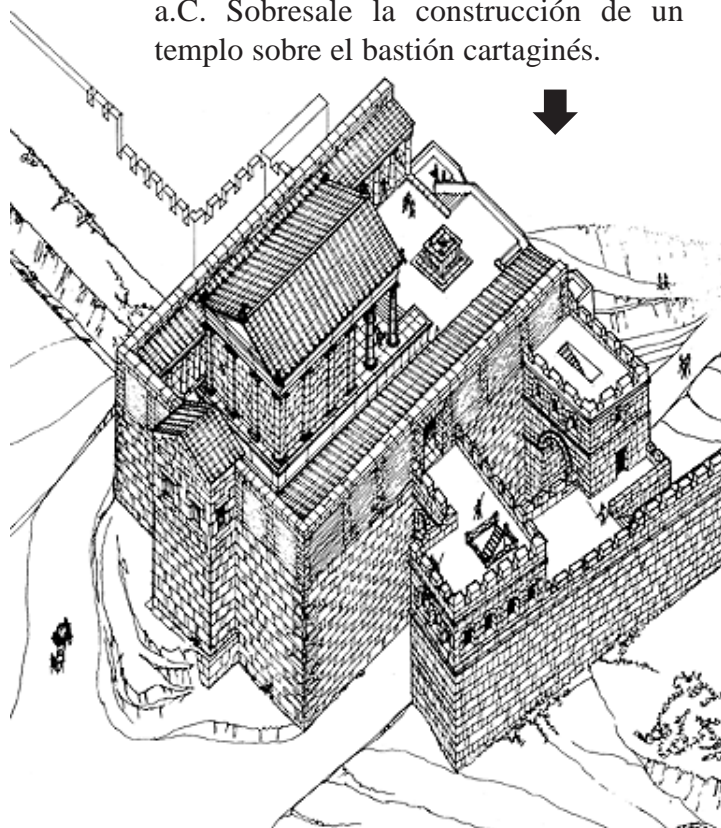 a.C. Sobresale la construcción de un
templo sobre el bastión cartaginés.